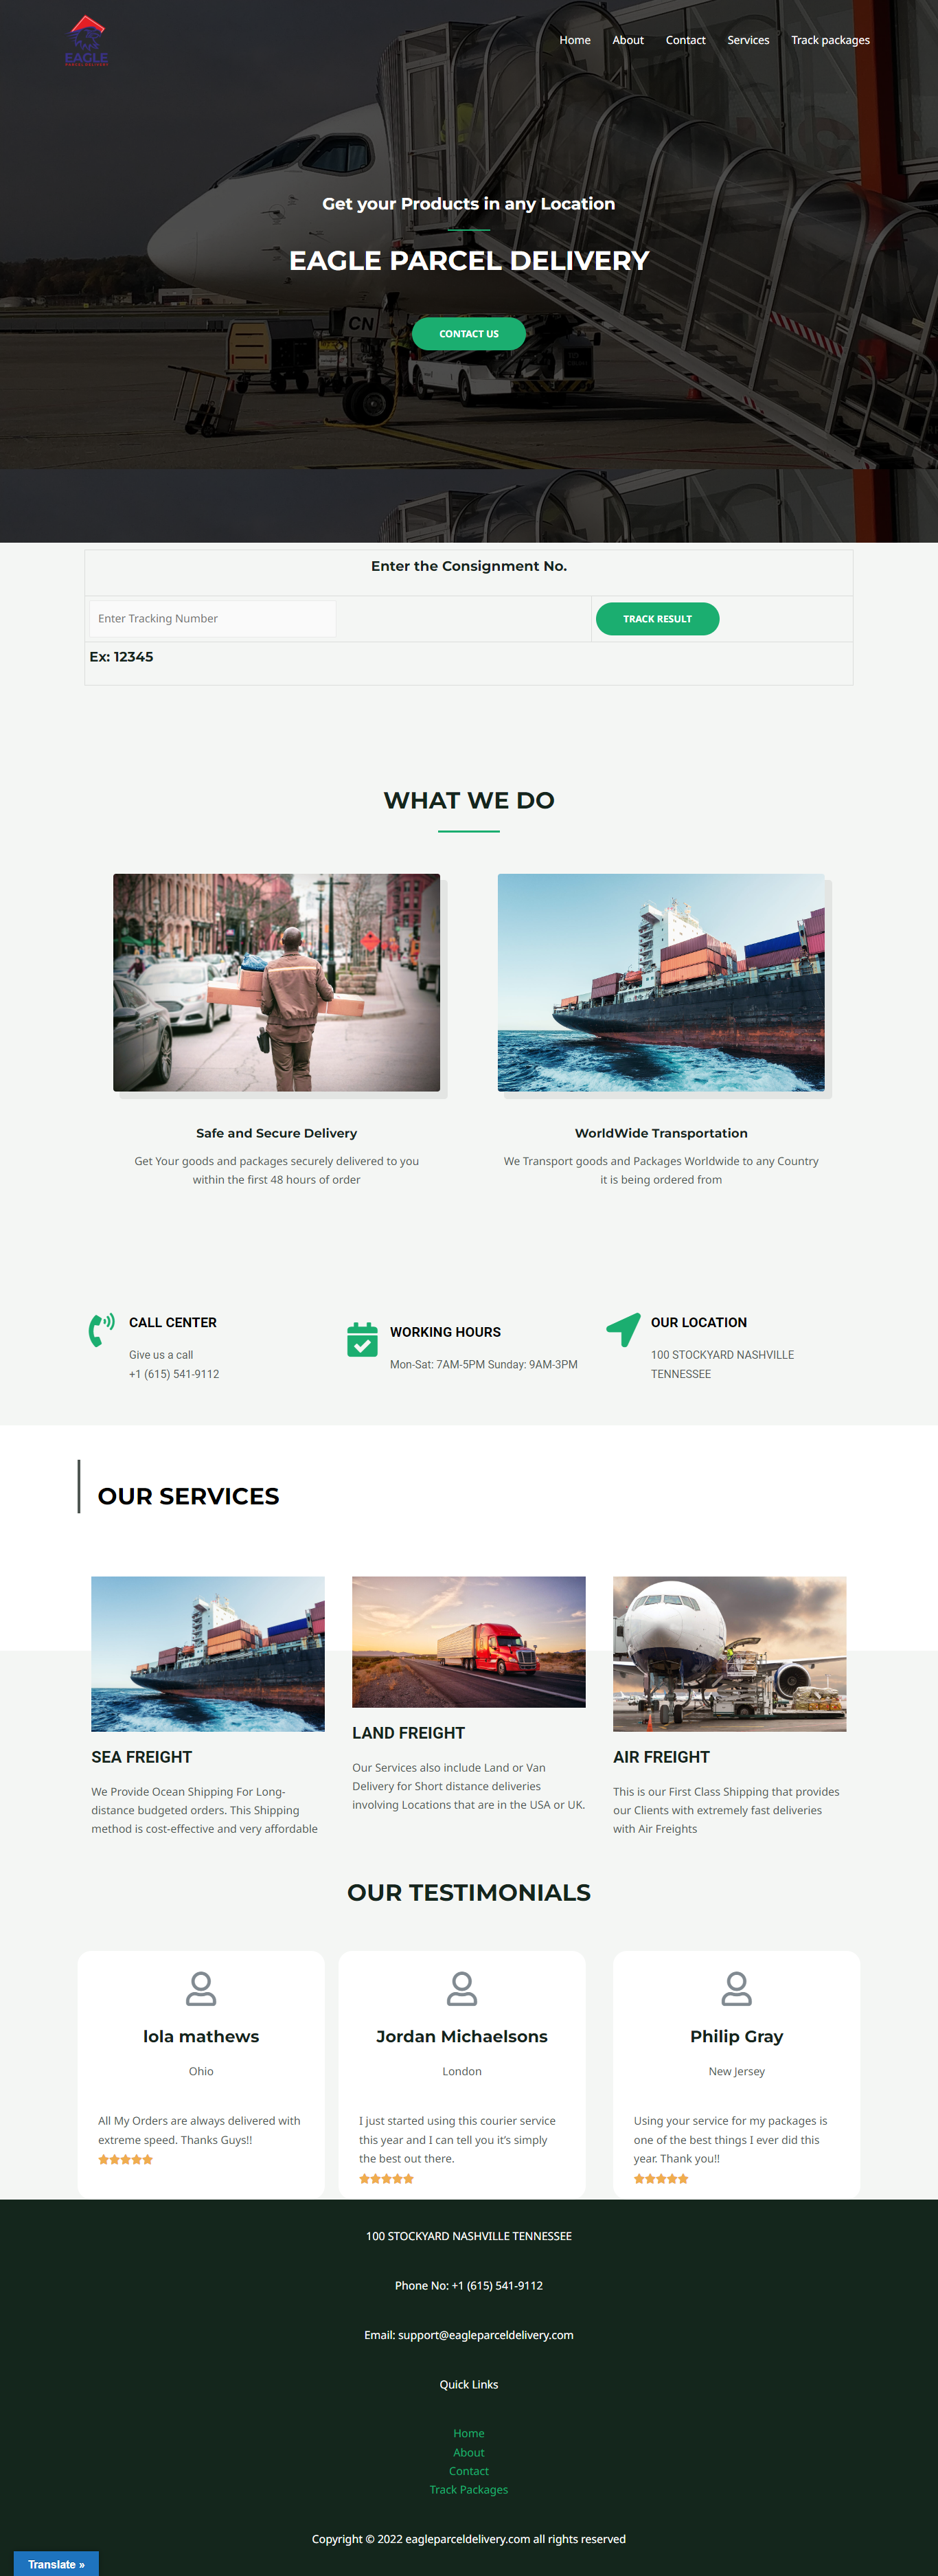 EAGLE
PARCEL DELIVERY
Home About Contact Services Track packages
Get your Products in any Location
EAGLE PARCEL DELIVERY
CN
CONTACT US
Enter the Consignment No.
Enter Tracking Number
TRACK RESULT
Ex: 12345
WHAT WE DO
Safe and Secure Delivery
Get Your goods and packages securely delivered to you
within the first 48 hours of order
WorldWide Transportation
We Transport goods and Packages Worldwide to any Country
it is being ordered from
CALL CENTER
Give us a call
+1 (615) 541-9112
WORKING HOURS
Mon-Sat: 7AM-5PM Sunday: 9AM-3PM
OUR LOCATION
100 STOCKYARD NASHVILLE
TENNESSEE
OUR SERVICES
SEA FREIGHT
We Provide Ocean Shipping For Long-
distance budgeted orders. This Shipping
method is cost-effective and very affordable
LAND FREIGHT
Our Services also include Land or Van
Delivery for Short distance deliveries
involving Locations that are in the USA or UK.
AIR FREIGHT
This is our First Class Shipping that provides
our Clients with extremely fast deliveries
with Air Freights
OUR TESTIMONIALS
lola mathews
Ohio
All My Orders are always delivered with
extreme speed. Thanks Guys!!
Jordan Michaelsons
London
I just started using this courier service
this year and I can tell you it’s simply
the best out there.
Philip Gray
New Jersey
Using your service for my packages is
one of the best things I ever did this
year. Thank you!!
100 STOCKYARD NASHVILLE TENNESSEE
Phone No: +1 (615) 541-9112
Email: support@eagleparceldelivery.com
Quick Links
Home
About
Contact
Track Packages
Copyright © 2022 eagleparceldelivery.com all rights reserved
Translate »